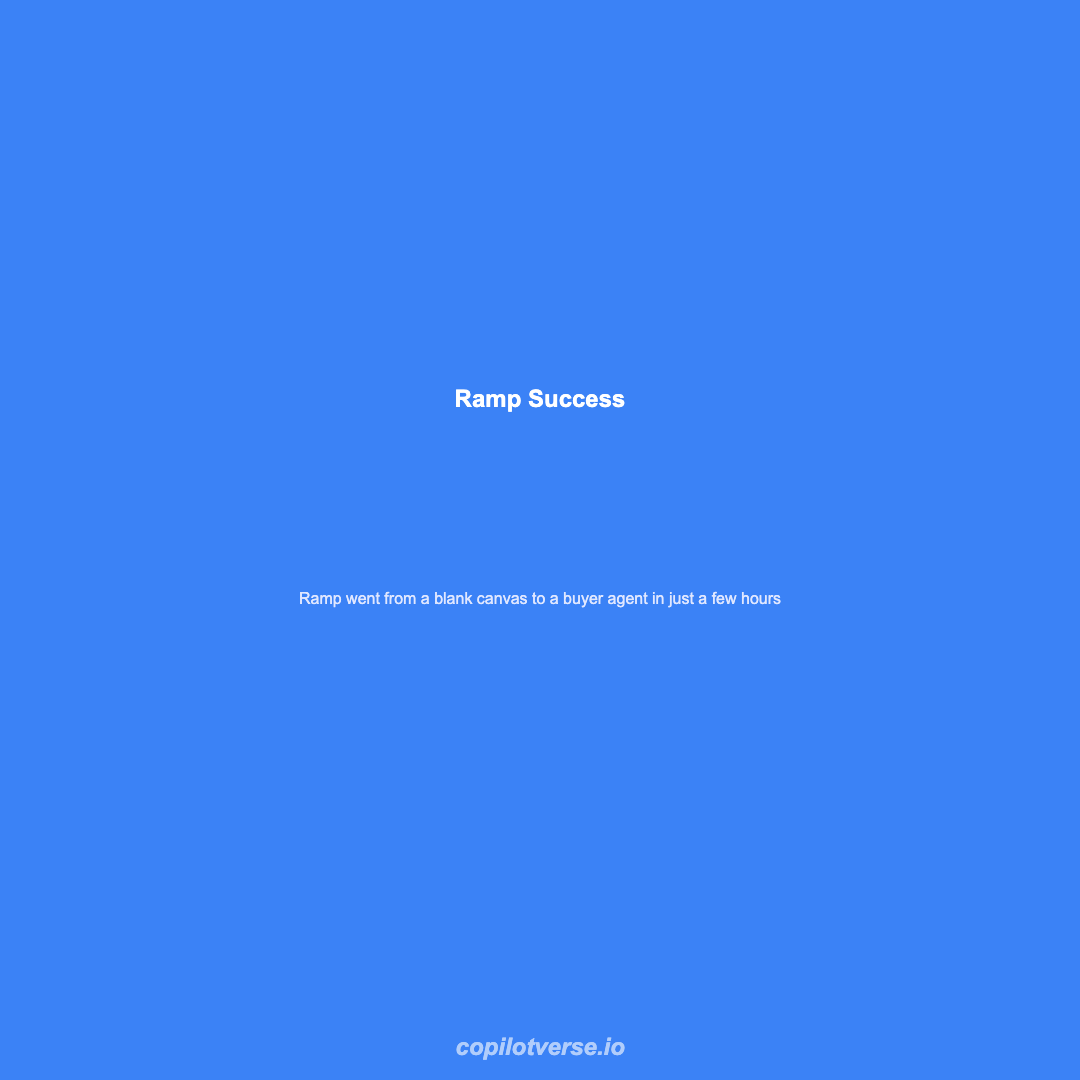 Ramp Success
Ramp went from a blank canvas to a buyer agent in just a few hours
copilotverse.io